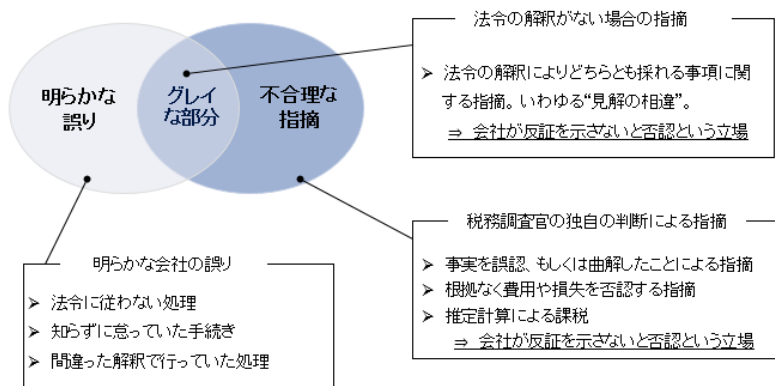 法令の解釈がない場合の指摘
➢ 法令の解釈によりどちらとも採れる事項に関
する指摘。いわゆる“見解の相違”。
⇒ 会社が反証を示さないと否認という立場
明らかな
誤り
グレイ
な部分
不合理な
指摘
税務調査官の独自の判断による指摘
➢ 事実を誤認、もしくは曲解したことによる指摘
➢ 根拠なく費用や損失を否認する指摘
➢ 推定計算による課税
⇒ 会社が反証を示さないと否認という立場
明らかな会社の誤り
➢ 法令に従わない処理
➢ 知らずに怠っていた手続き
➢ 間違った解釈で行っていた処理